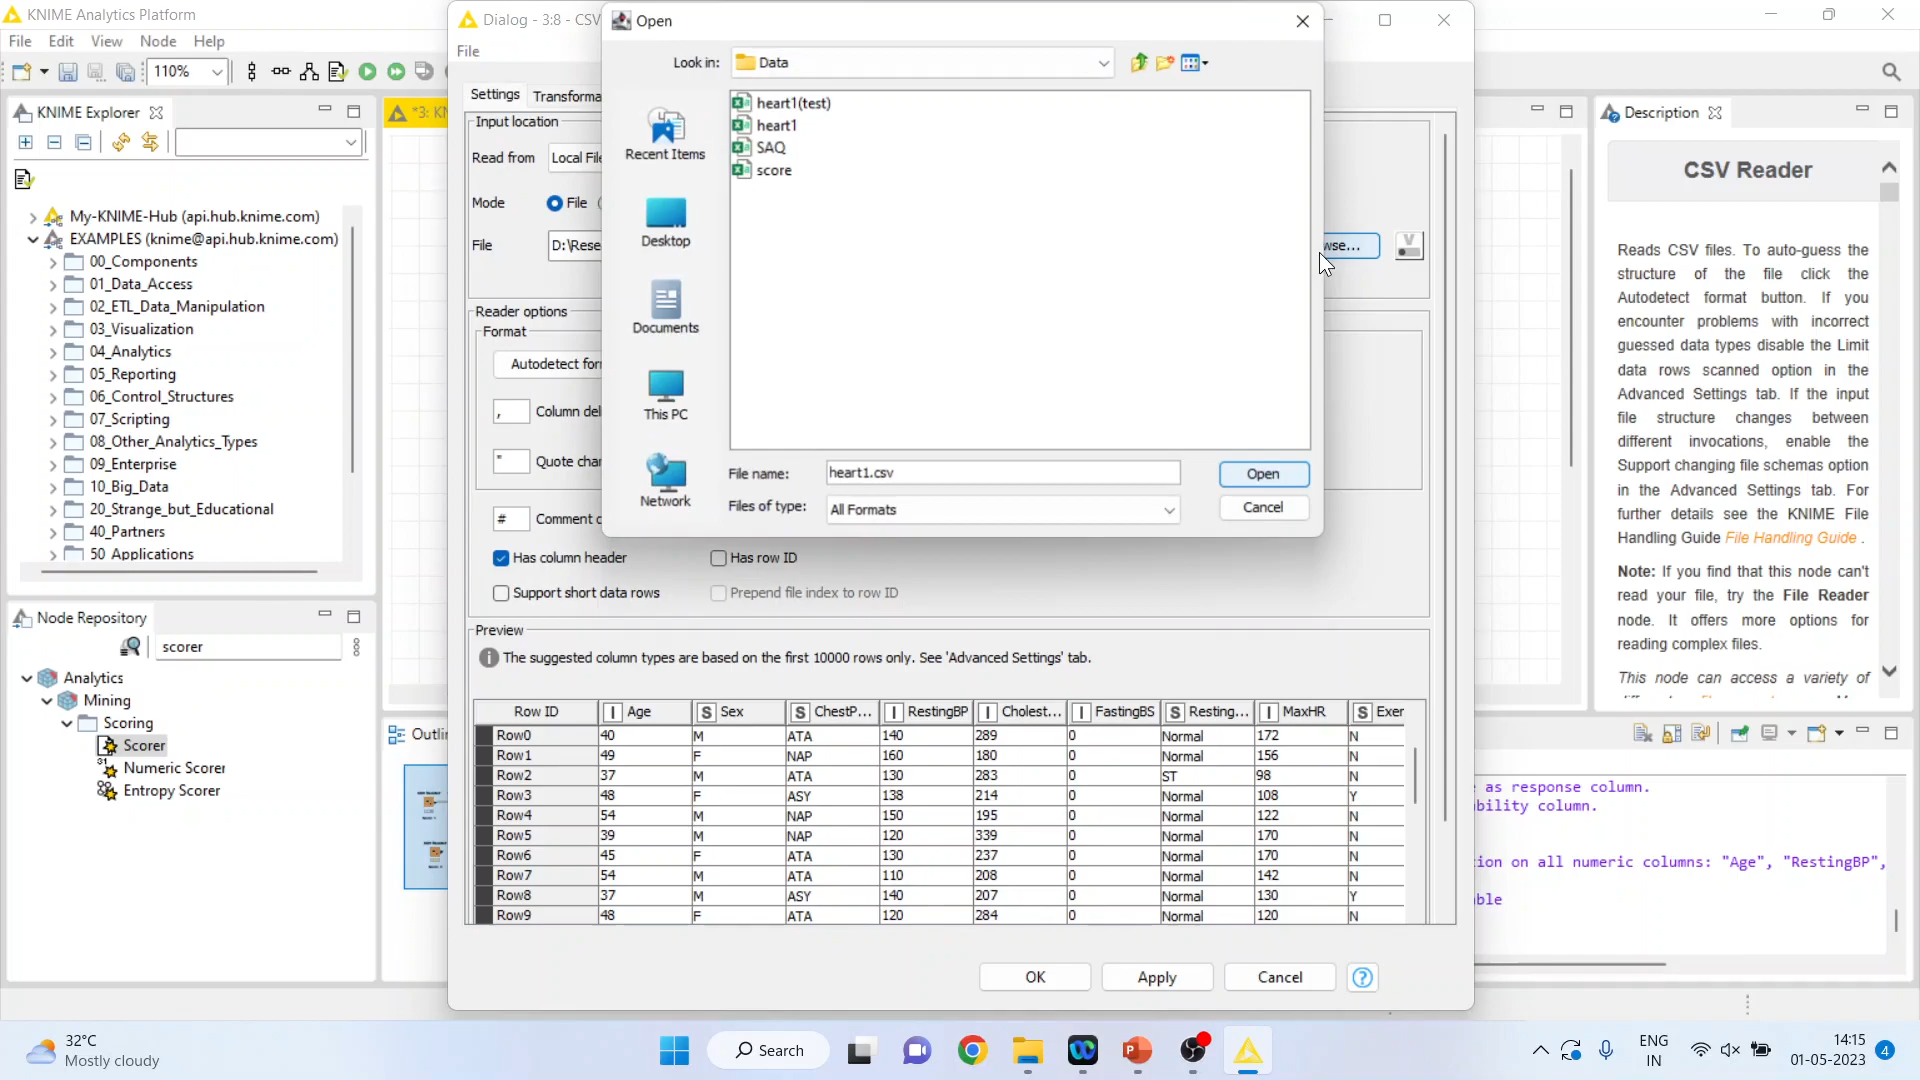 KNIME Analytics Platform
File Edit View Node Help
110%
KNIME Explorer
My-KNIME-Hub (api.hub.knime.com)
EXAMPLES (knime@api.hub.knime.com)
00_Components
01_Data_Access
02_ETL_Data_Manipulation
03_Visualization
04_Analytics
05_Reporting
06_Control_Structures
07_Scripting
08_Other_Analytics_Types
09_Enterprise
10_Big_Data
20_Strange_but_Educational
40_Partners
50_Applications
Node Repository
scorer
Analytics
Mining
Scoring
Scorer
Numeric Scorer
Entropy Scorer
*3: KN
Outli
Dialog - 3:8 - CSV
File
Settings Transforma
Input location
Read from Local File
Mode File
File D:\Rese
wse...
Reader options
Format
Autodetect for
, Column del
" Quote cha
# Comment c
Has column header Has row ID
Support short data rows Prepend file index to row ID
Preview
The suggested column types are based on the first 10000 rows only. See 'Advanced Settings' tab.
Row ID I Age S Sex S ChestP... I RestingBP I Cholest... I FastingBS S Resting... I MaxHR S Exer
Row0 40 M ATA 140 289 0 Normal 172 N
Row1 49 F NAP 160 180 0 Normal 156 N
Row2 37 M ATA 130 283 0 ST 98 N
Row3 48 F ASY 138 214 0 Normal 108 Y
Row4 54 M NAP 150 195 0 Normal 122 N
Row5 39 M NAP 120 339 0 Normal 170 N
Row6 45 F ATA 130 237 0 Normal 170 N
Row7 54 M ATA 110 208 0 Normal 142 N
Row8 37 M ASY 140 207 0 Normal 130 Y
Row9 48 F ATA 120 284 0 Normal 120 N
OK Apply Cancel ?
Open
Look in: Data
Recent Items
Desktop
Documents
This PC
Network
heart1(test)
heart1
SAQ
score
File name: heart1.csv Open
Files of type: All Formats Cancel
Description
CSV Reader
Reads CSV files. To auto-guess the
structure of the file click the
Autodetect format button. If you
encounter problems with incorrect
guessed data types disable the Limit
data rows scanned option in the
Advanced Settings tab. If the input
file structure changes between
different invocations, enable the
Support changing file schemas option
in the Advanced Settings tab. For
further details see the KNIME File
Handling Guide File Handling Guide .
Note: If you find that this node can't
read your file, try the File Reader
node. It offers more options for
reading complex files.
This node can access a variety of
as response column.
bility column.
ion on all numeric columns: "Age", "RestingBP",
ble
32°C
Mostly cloudy
Search
ENG
IN
14:15
01-05-2023
4